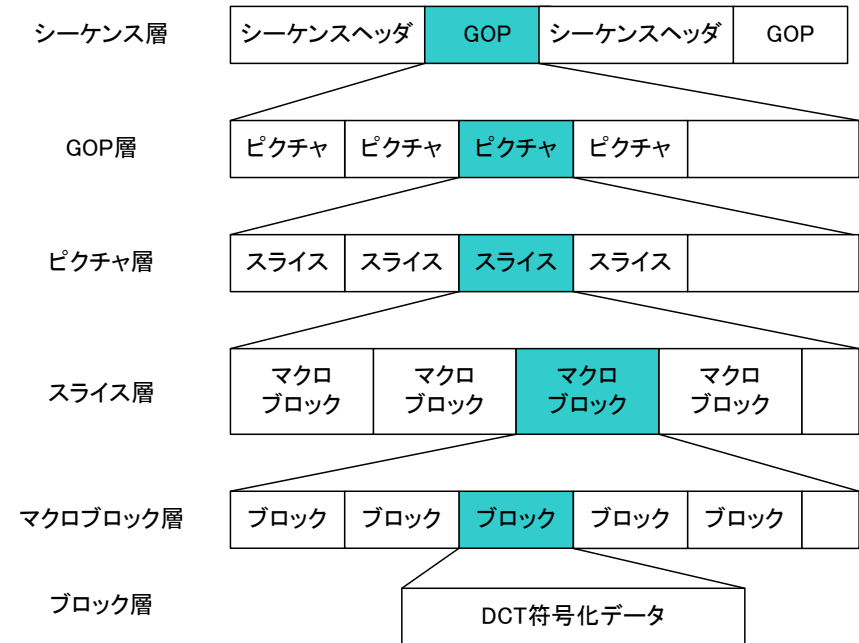 シーケンス層
シーケンスヘッダ GOP シーケンスヘッダ GOP
GOP層
ピクチャ ピクチャ ピクチャ ピクチャ
ピクチャ層
スライス スライス スライス スライス
スライス層
マクロ マクロ マクロ マクロ
ブロック ブロック ブロック ブロック
マクロブロック層
ブロック ブロック ブロック ブロック ブロック
ブロック層
DCT符号化データ